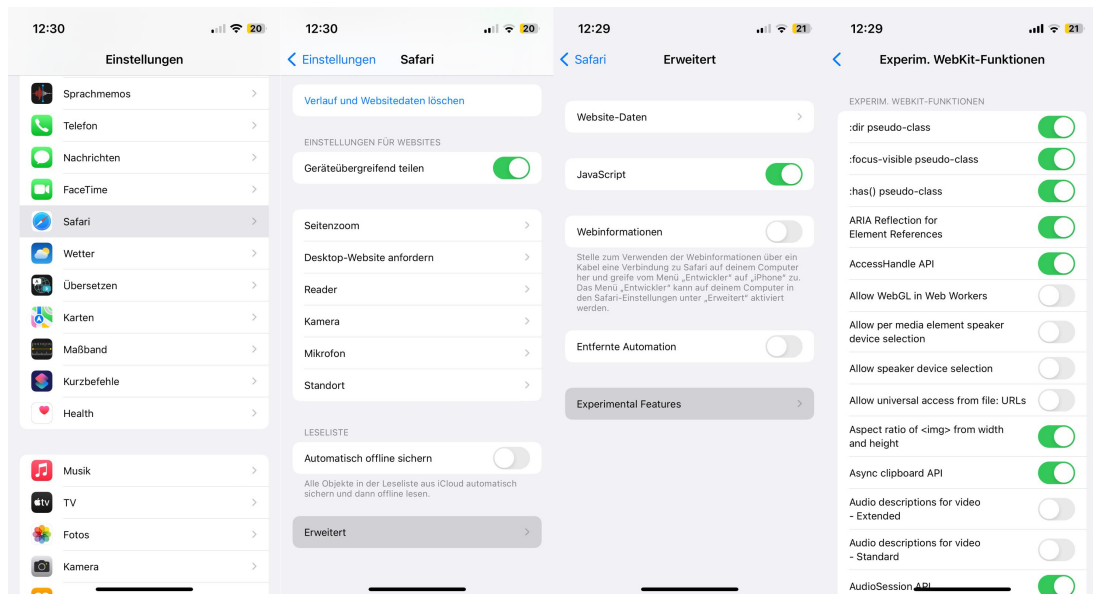 12:30
20
Einstellungen
Sprachmemos
Telefon
Nachrichten
FaceTime
Safari
Wetter
Übersetzen
Karten
Maßband
Kurzbefehle
Health
Musik
tv
TV
Fotos
Kamera
12:30
20
Einstellungen
Safari
Verlauf und Websitedaten löschen
EINSTELLUNGEN FÜR WEBSITES
Geräteübergreifend teilen
Seitenzoom
Desktop-Website anfordern
Reader
Kamera
Mikrofon
Standort
LESELISTE
Automatisch offline sichern
Alle Objekte in der Leseliste aus iCloud automatisch
sichern und dann offline lesen.
Erweitert
12:29
21
Safari
Erweitert
Website-Daten
JavaScript
Webinformationen
Stelle zum Verwenden der Webinformationen über ein
Kabel eine Verbindung zu Safari auf deinem Computer
her und greife vom Menü „Entwickler" auf „iPhone" zu.
Das Menü „Entwickler" kann auf deinem Computer in
den Safari-Einstellungen unter „Erweitert" aktiviert
werden.
Entfernte Automation
Experimental Features
12:29
21
Experim. WebKit-Funktionen
EXPERIM. WEBKIT-FUNKTIONEN
:dir pseudo-class
:focus-visible pseudo-class
:has() pseudo-class
ARIA Reflection for
Element References
AccessHandle API
Allow WebGL in Web Workers
Allow per media element speaker
device selection
Allow speaker device selection
Allow universal access from file: URLs
Aspect ratio of <img> from width
and height
Async clipboard API
Audio descriptions for video
- Extended
Audio descriptions for video
- Standard
AudioSession API